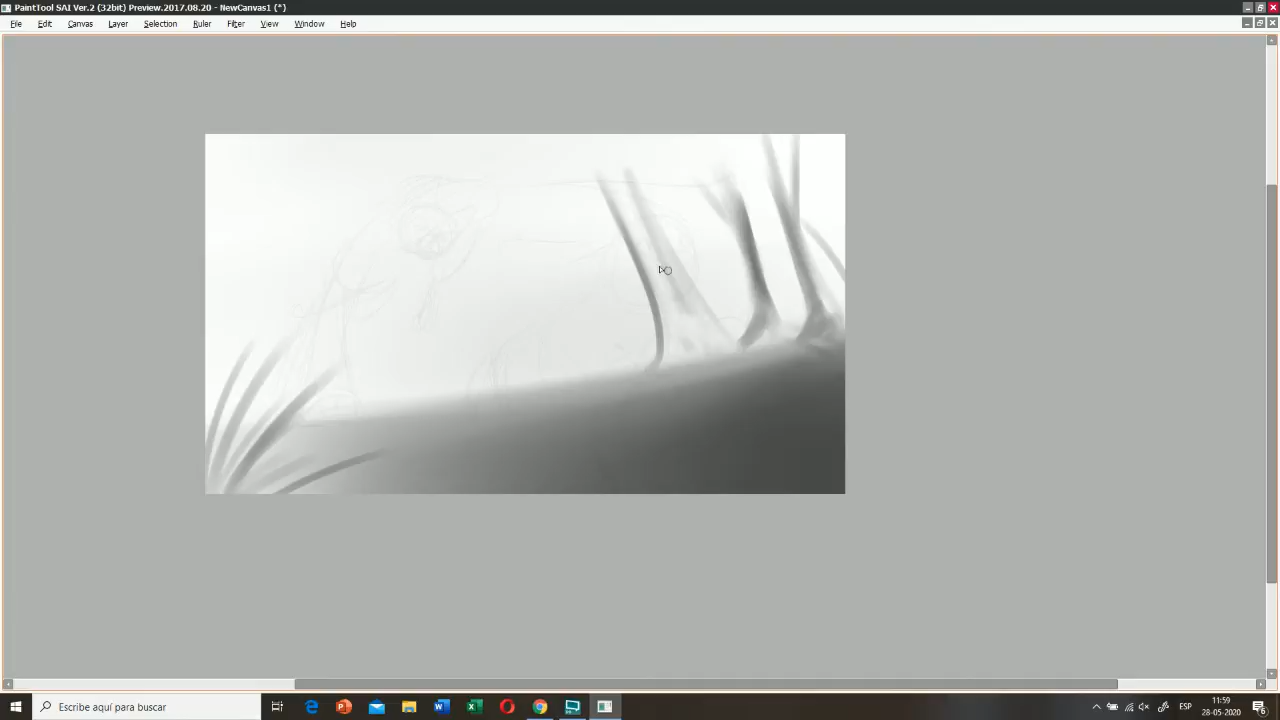 PaintTool SAI Ver.2 (32bit) Preview.2017.08.20 - NewCanvas1 (*)
File Edit Canvas Layer Selection Ruler Filter View Window Help
Escribe aquí para buscar
ESP
11:59
28-05-2020
6